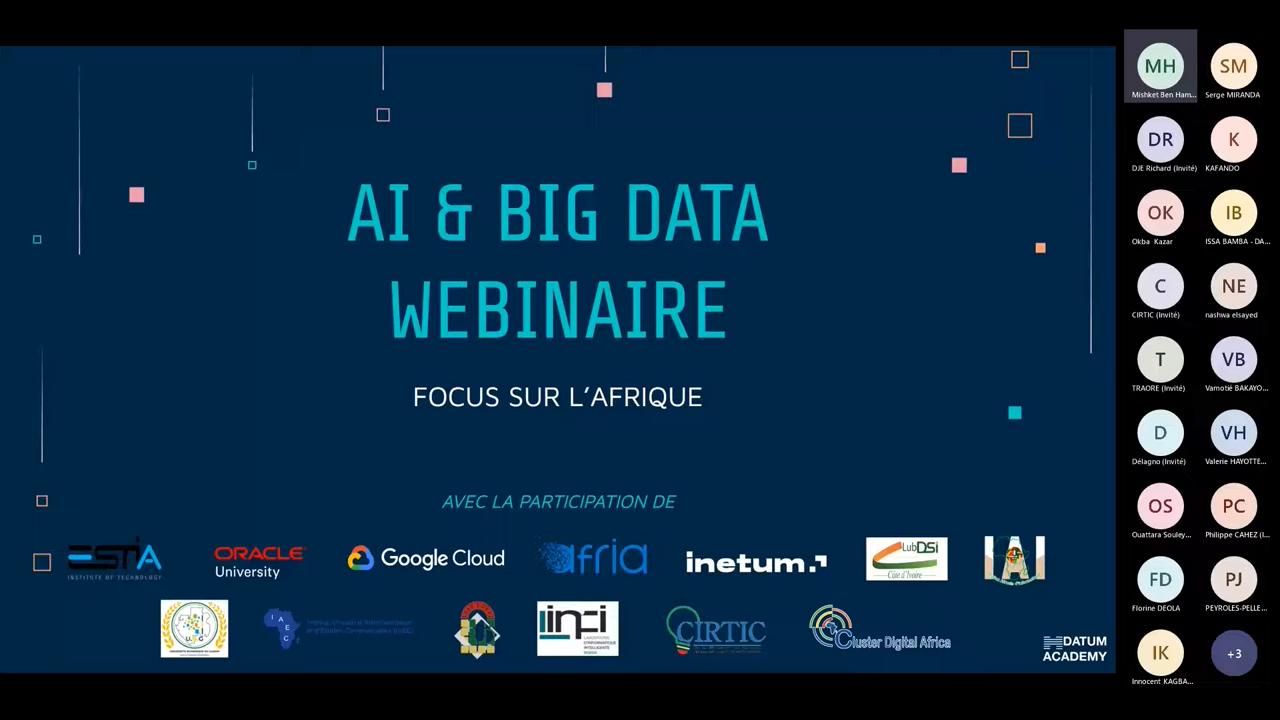 AI & BIG DATA
WEBINAIRE
FOCUS SUR L'AFRIQUE
AVEC LA PARTICIPATION DE
ESTIA
INSTITUTE OF TECHNOLOGY
ORACLE
University
Google Cloud
afria
inetum.
LubDSi
Côte d'Ivoire
I A E C
linfi
CIRTIC
Cluster Digital Africa
DATUM
ACADEMY
MH
Mishket Ben Ham...
SM
Serge MIRANDA
DR
DJE Richard (Invité)
K
KAFANDO
OK
Okba Kazar
IB
ISSA BAMBA - DA...
C
CIRTIC (Invité)
NE
nashwa elsayed
T
TRAORE (Invité)
VB
Vamotié BAKAYO...
D
Délagno (Invité)
VH
Valerie HAYOTTE...
OS
Ouattara Souley...
PC
Philippe CAHEZ (I...
FD
Florine DEOLA
PJ
PEYROLES-PELLE...
IK
Innocent KAGBA...
+3